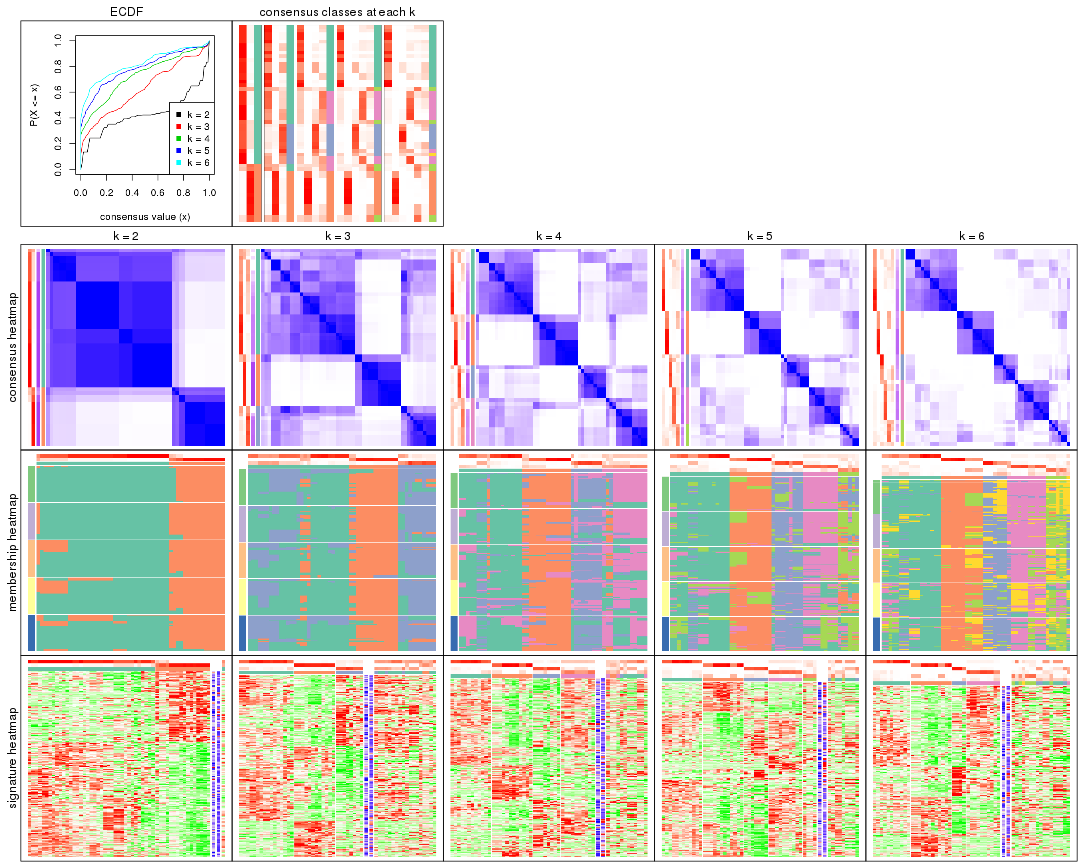 ECDF
consensus classes at each k
P(X <= x)
0.0
0.2
0.4
0.6
0.8
1.0
k = 2
k = 3
k = 4
k = 5
k = 6
0.0 0.2 0.4 0.6 0.8 1.0
consensus value (x)
k = 2
k = 3
k = 4
k = 5
k = 6
consensus heatmap
membership heatmap
signature heatmap